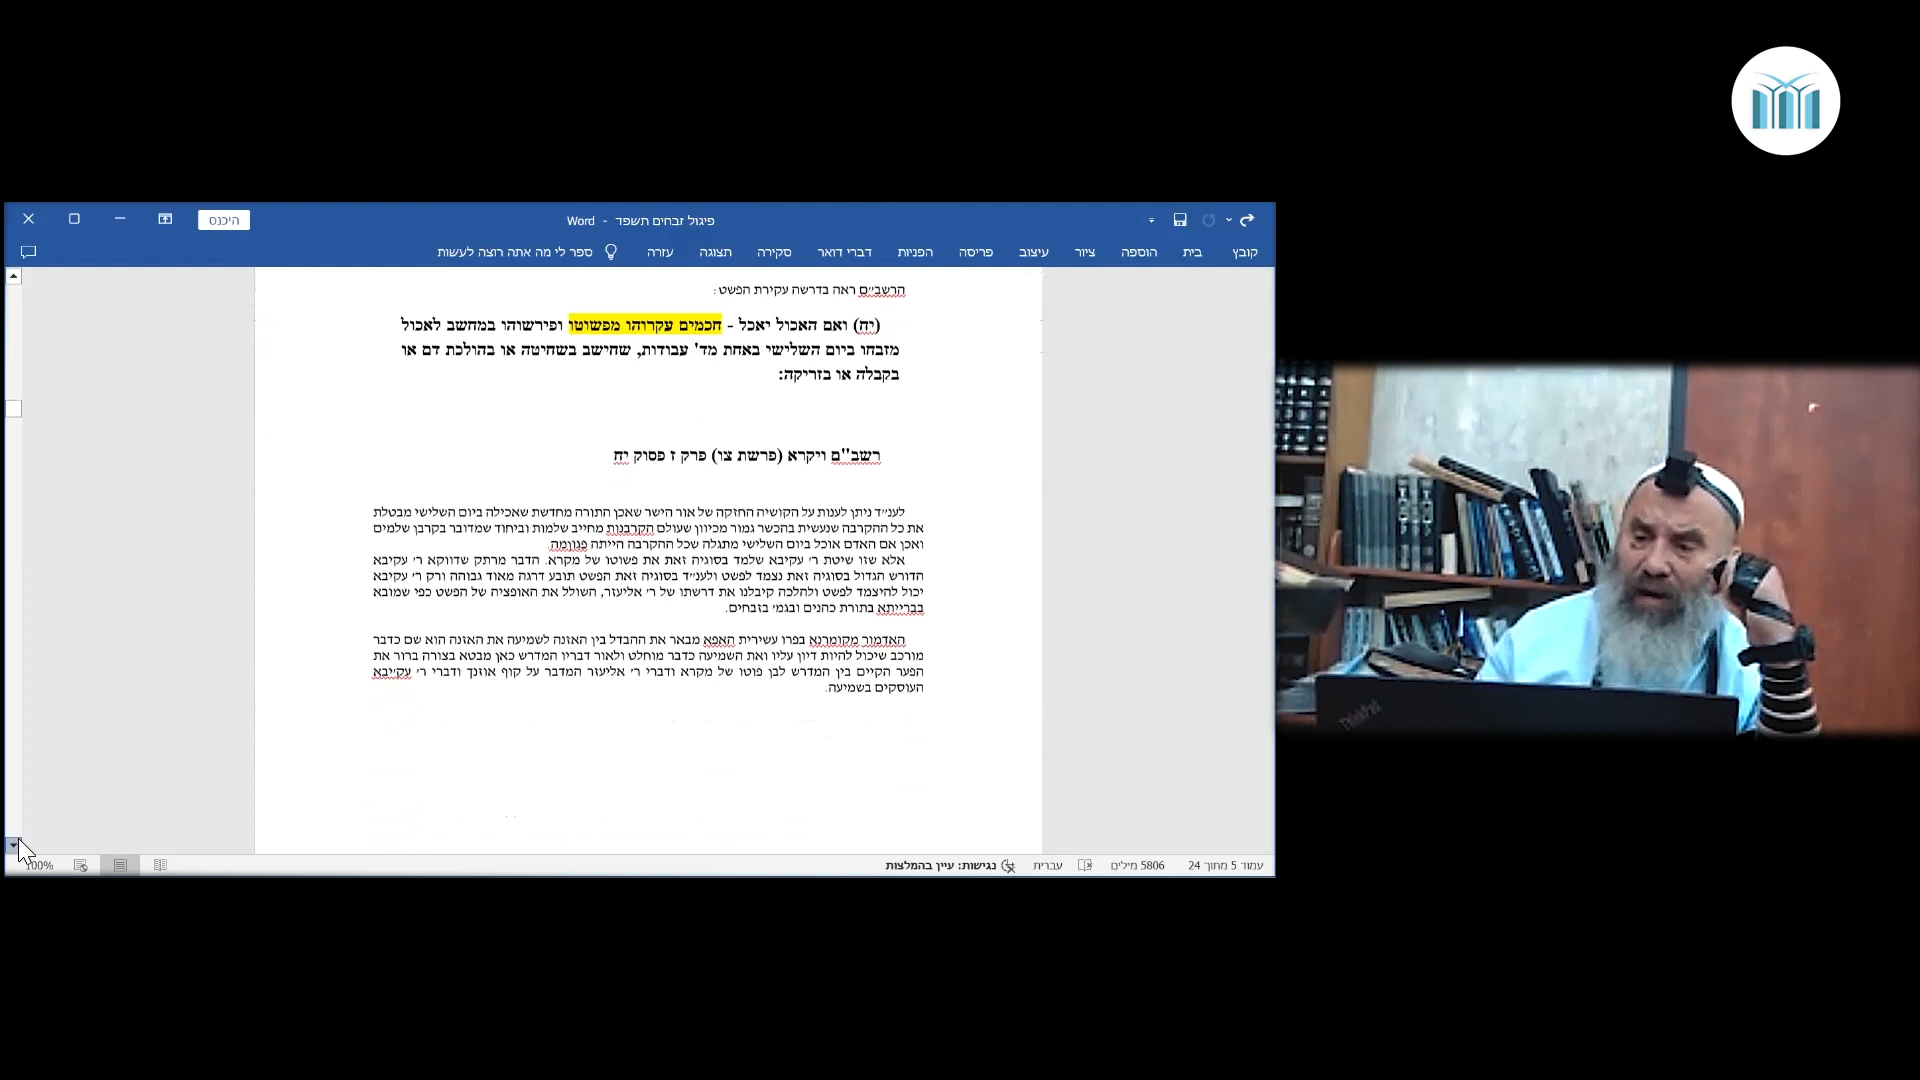 היכנס
פיגול זבחים תשפד - Word
קובץ בית הוספה ציור עיצוב פריסה הפניות דברי דואר סקירה תצוגה עזרה ספר לי מה אתה רוצה לעשות
הרשב״ם ראה בדרשה עקירת הפשט :
(יח) ואם האכול יאכל - חכמים עקרוהו מפשוטו ופירשוהו במחשב לאכול
מזבחו ביום השלישי באחת מד' עבודות, שחישב בשחיטה או בהולכת דם או
בקבלה או בזריקה:
רשב"ם ויקרא (פרשת צו) פרק ז פסוק יח
לענ״ד ניתן לענות על הקושיה החזקה של אור הישר שאכן התורה מחדשת שאכילה ביום השלישי מבטלת
את כל ההקרבה שנעשית בהכשר גמור מכיוון שעולם הקרבנות מחייב שלמות וביחוד שמדובר בקרבן שלמים
ואכן אם האדם אוכל ביום השלישי מתגלה שכל ההקרבה הייתה פגוןמה.
אלא שזו שיטת ר׳ עקיבא שלמד בסוגיה זאת את פשוטו של מקרא. הדבר מרתק שדווקא ר׳ עקיבא
הדורש הגדול בסוגיה זאת נצמד לפשט ולענ״ד בסוגיה זאת הפשט תובע דרגה מאוד גבוהה ורק ר׳ עקיבא
יכול להיצמד לפשט ולהלכה קיבלנו את דרשתו של ר׳ אליעזר, השולל את האופציה של הפשט כפי שמובא
בברייתא בתורת כהנים ובגמ׳ בזבחים.
האדמור מקומרנא בפרו עשירית האפא מבאר את ההבדל בין האזנה לשמיעה את האזנה הוא שם כדבר
מורכב שיכול להיות דיון עליו ואת השמיעה כדבר מוחלט ולאור דבריו המדרש כאן מבטא בצורה ברור את
הפער הקיים בין המדרש לבן פוטו של מקרא ודברי ר׳ אליעזר המדבר על קוף אוזנך ודברי ר׳ עקייבא
העוסקים בשמיעה.
עמוד 5 מתוך 24 5806 מילים עברית נגישות: עיין בהמלצות 100%